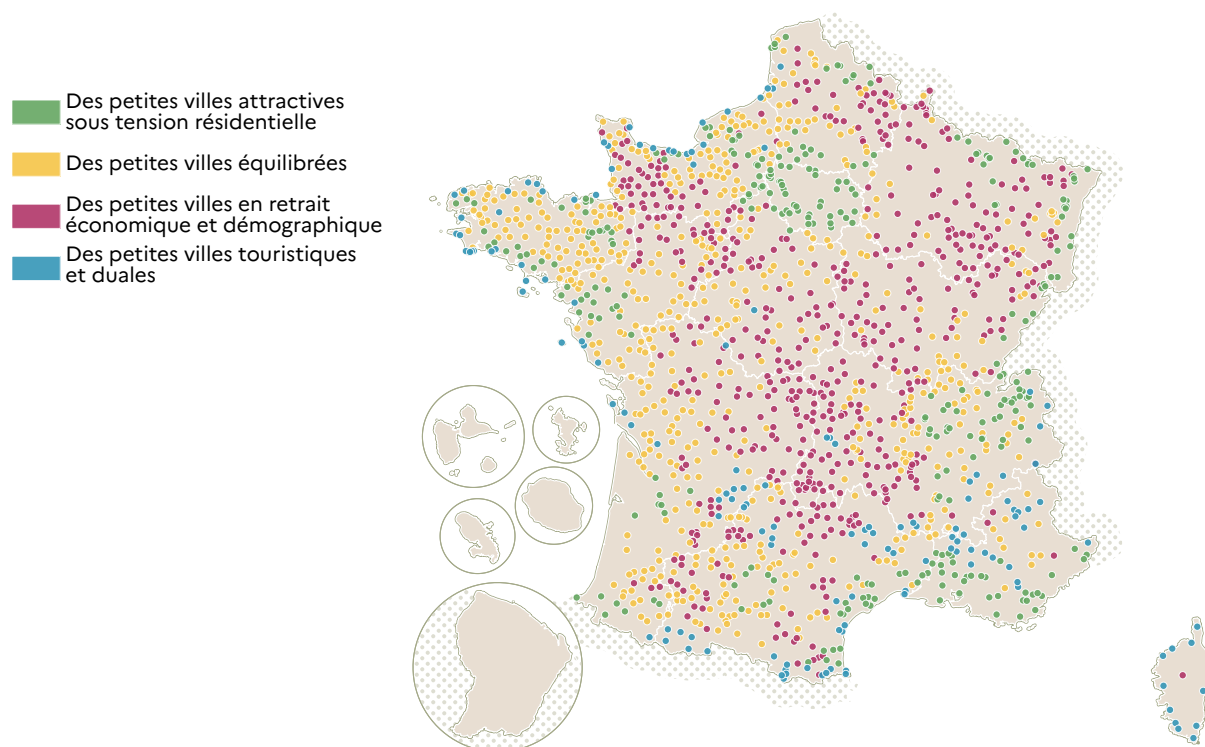 Des petites villes attractives
sous tension résidentielle
Des petites villes équilibrées
Des petites villes en retrait
économique et démographique
Des petites villes touristiques
et duales